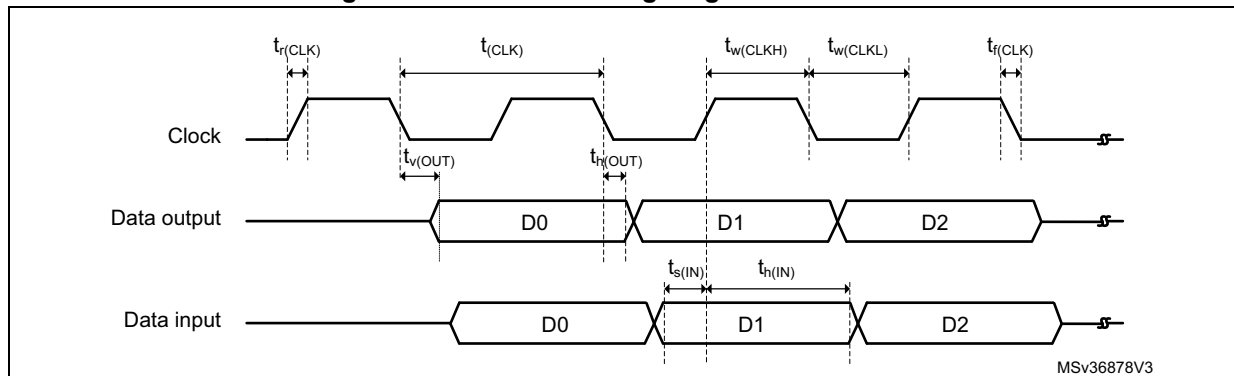 tr(CLK) t(CLK) tw(CLKH) tw(CLKL) tf(CLK)
Clock
tv(OUT) th(OUT)
Data output D0 D1 D2
ts(IN) th(IN)
Data input D0 D1 D2
MSv36878V3